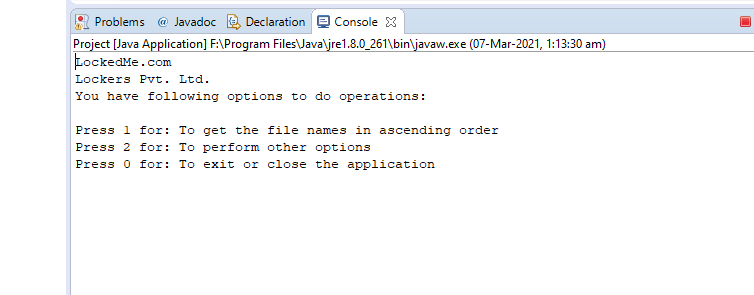 Problems @ Javadoc Declaration Console
Project [Java Application] F:\Program Files\Java\jre1.8.0_261\bin\javaw.exe (07-Mar-2021, 1:13:30 am)
LockedMe.com
Lockers Pvt. Ltd.
You have following options to do operations:
Press 1 for: To get the file names in ascending order
Press 2 for: To perform other options
Press 0 for: To exit or close the application